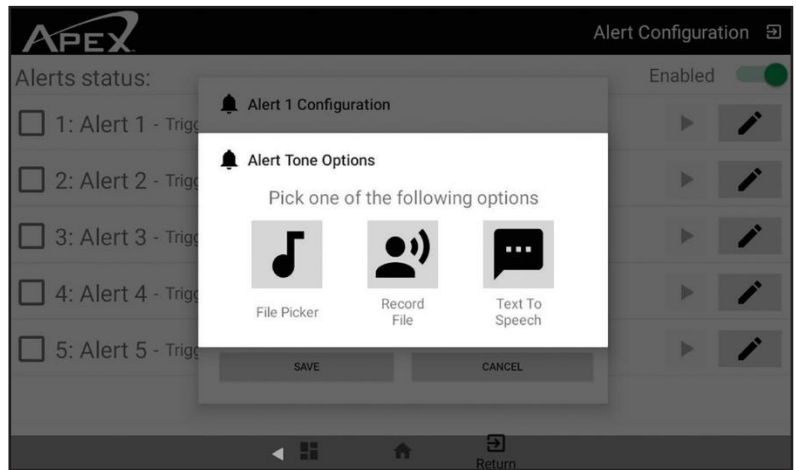 APEX
Alert Configuration
Alerts status:
Enabled
Alert 1 Configuration
1: Alert 1 - Trigg
Alert Tone Options
Pick one of the following options
2: Alert 2 - Trigg
3: Alert 3 - Trigg
4: Alert 4 - Trigg
File Picker
Record
File
Text To
Speech
5: Alert 5 - Trigg
SAVE
CANCEL
Return